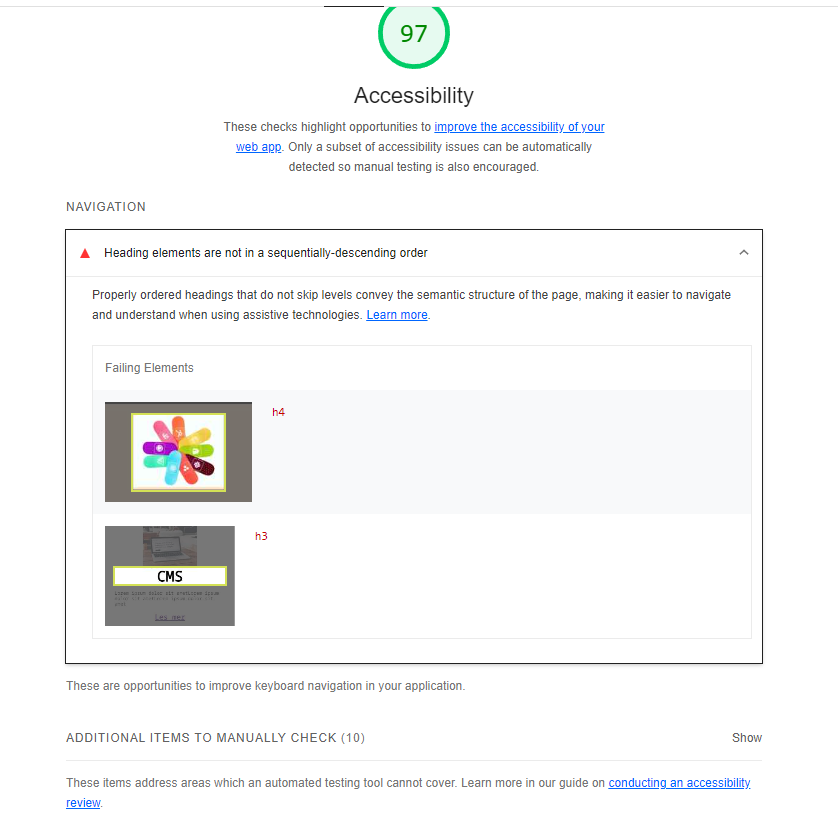 97
Accessibility
These checks highlight opportunities to improve the accessibility of your
web app. Only a subset of accessibility issues can be automatically
detected so manual testing is also encouraged.
NAVIGATION
Heading elements are not in a sequentially-descending order
Properly ordered headings that do not skip levels convey the semantic structure of the page, making it easier to navigate
and understand when using assistive technologies. Learn more.
Failing Elements
h4
h3
CMS
Les mer
These are opportunities to improve keyboard navigation in your application.
ADDITIONAL ITEMS TO MANUALLY CHECK (10)
Show
These items address areas which an automated testing tool cannot cover. Learn more in our guide on conducting an accessibility
review.